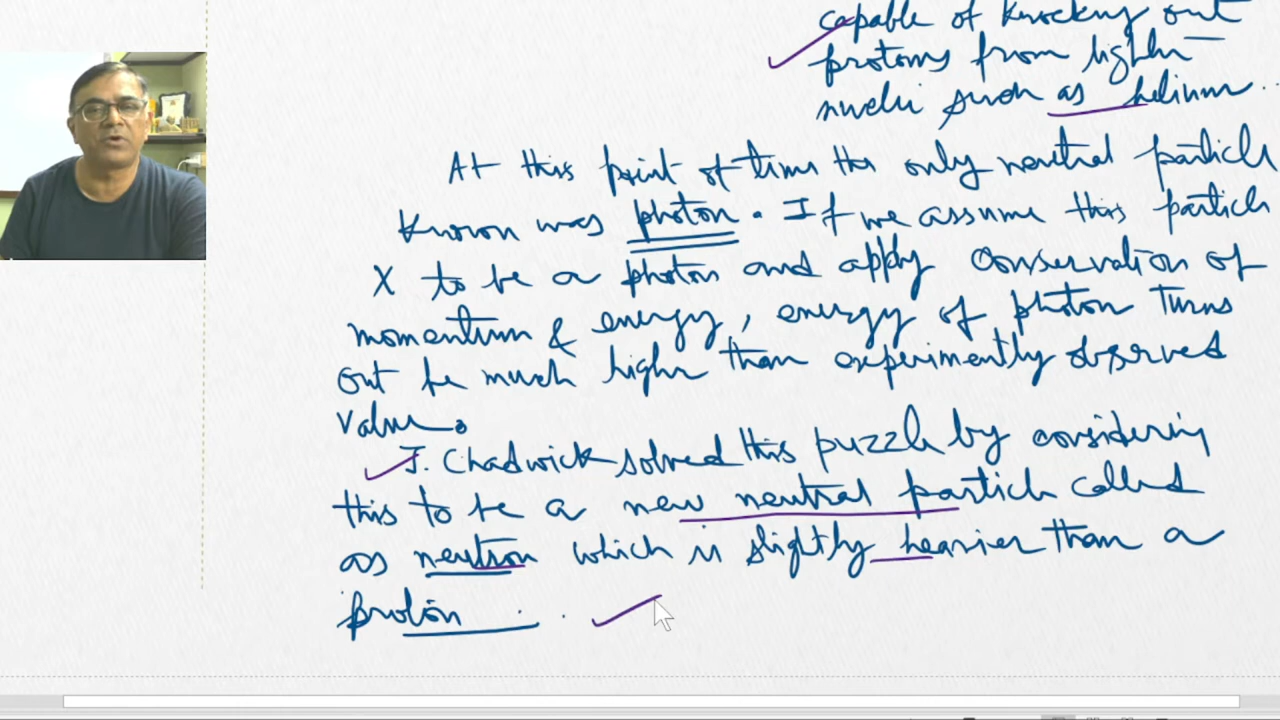 capable of knocking out
protons from lighter
nuclei such as helium...
At this point of time the only neutral particle
known was photon. If we assume this particle
X to be a photon and apply conservation of
momentum & energy, energy of photon turns
out be much higher than experimently observed
value.
J. Chadwick solved this puzzle by considering
this to be a new neutral particle called
as neutron which is slightly heavier than a
proton...